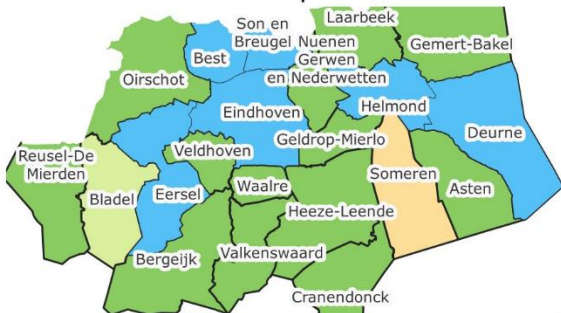 Laarbeek
Son en
Breugel
Nuenen
Gerwen
en Nederwetten
Best
Gemert-Bakel
Oirschot
Eindhoven
Helmond
Deurne
Veldhoven
Geldrop-Mierlo
Reusel-De
Mierden
Bladel
Eersel
Waalre
Someren
Asten
Heeze-Leende
Bergeijk
Valkenswaard
Cranendonck